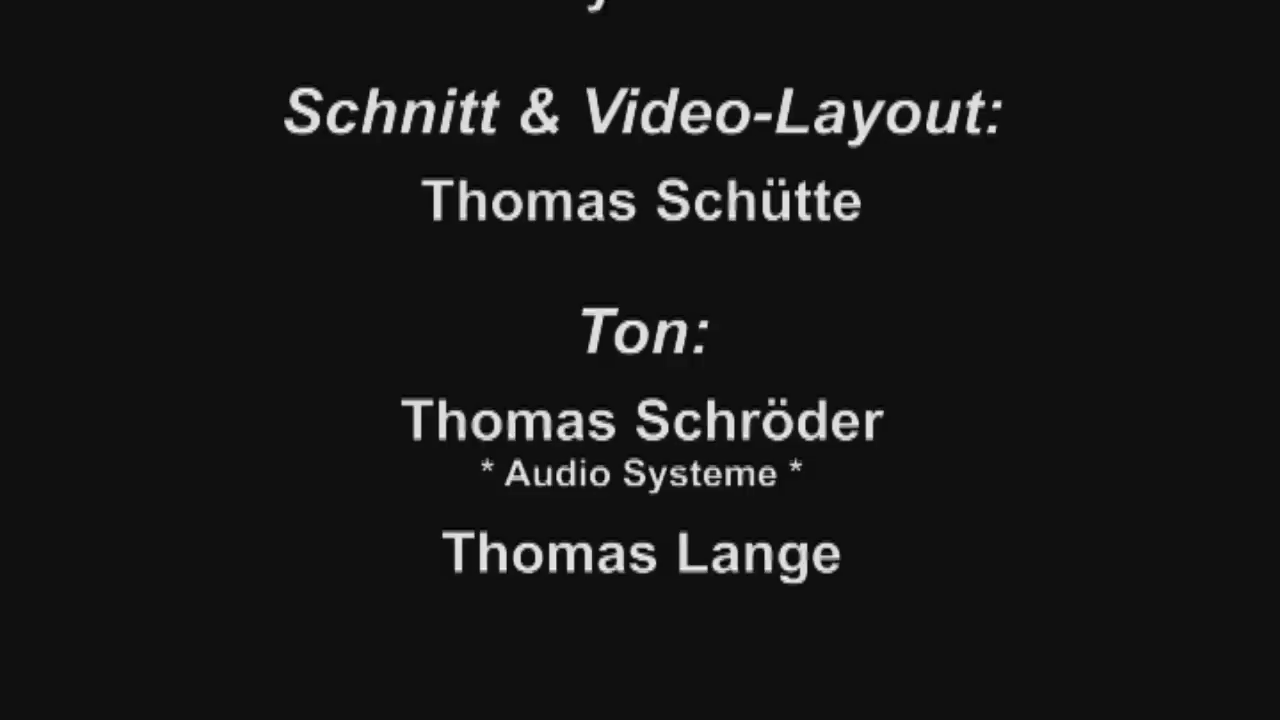 Schnitt & Video-Layout:
Thomas Schütte
Ton:
Thomas Schröder
* Audio Systeme *
Thomas Lange